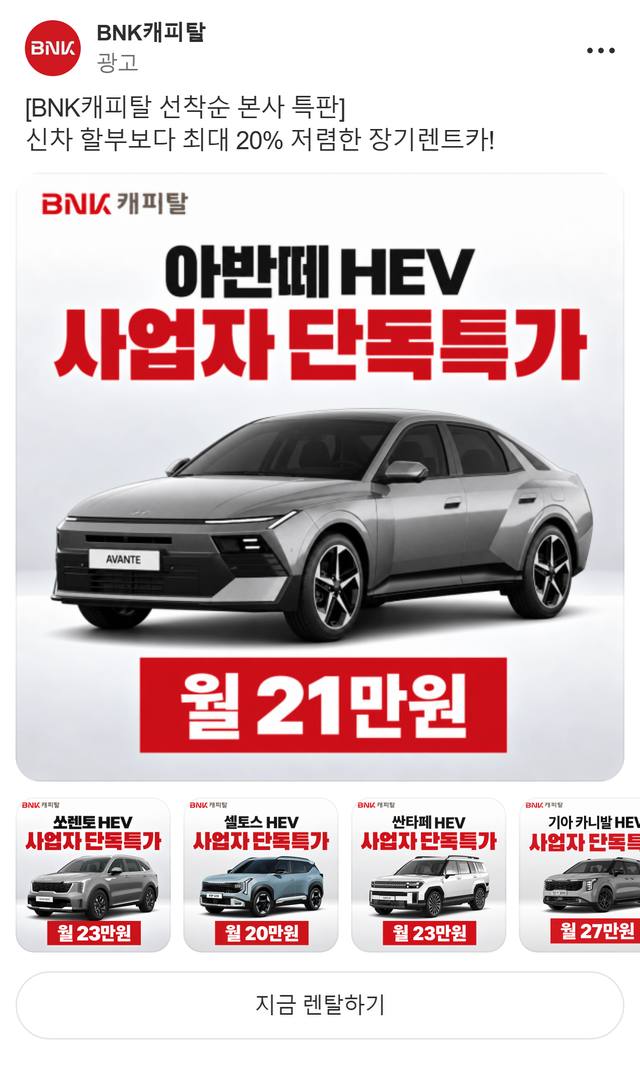 BNK
BNK캐피탈
광고
[BNK캐피탈 선착순 본사 특판]
신차 할부보다 최대 20% 저렴한 장기렌트카!
BNK 캐피탈
아반떼 HEV
사업자 단독특가
AVANTE
월 21만원
BNK 캐피탈
쏘렌토 HEV
사업자 단독특가
월 23만원
BNK 캐피탈
셀토스 HEV
사업자 단독특가
월 20만원
BNK 캐피탈
싼타페 HEV
사업자 단독특가
월 23만원
BNK 캐피탈
기아 카니발 HEV
사업자 단독특
월 27만원
지금 렌탈하기